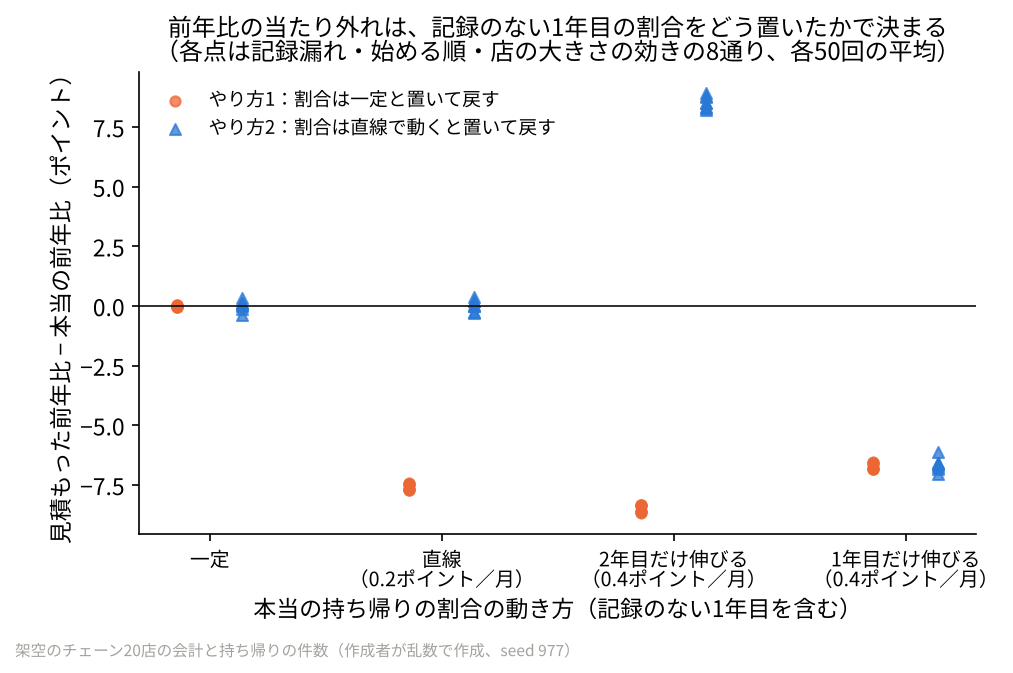 前年比の当たり外れは、記録のない1年目の割合をどう置いたかで決まる
（各点は記録漏れ・始める順・店の大きさの効きの8通り、各50回の平均）
やり方1：割合は一定と置いて戻す
やり方2：割合は直線で動くと置いて戻す
見積もった前年比 − 本当の前年比（ポイント）
7.5
5.0
2.5
0.0
−2.5
−5.0
−7.5
一定
直線
（0.2ポイント／月）
2年目だけ伸びる
（0.4ポイント／月）
1年目だけ伸びる
（0.4ポイント／月）
本当の持ち帰りの割合の動き方（記録のない1年目を含む）
架空のチェーン20店の会計と持ち帰りの件数（作成者が乱数で作成、seed 977）